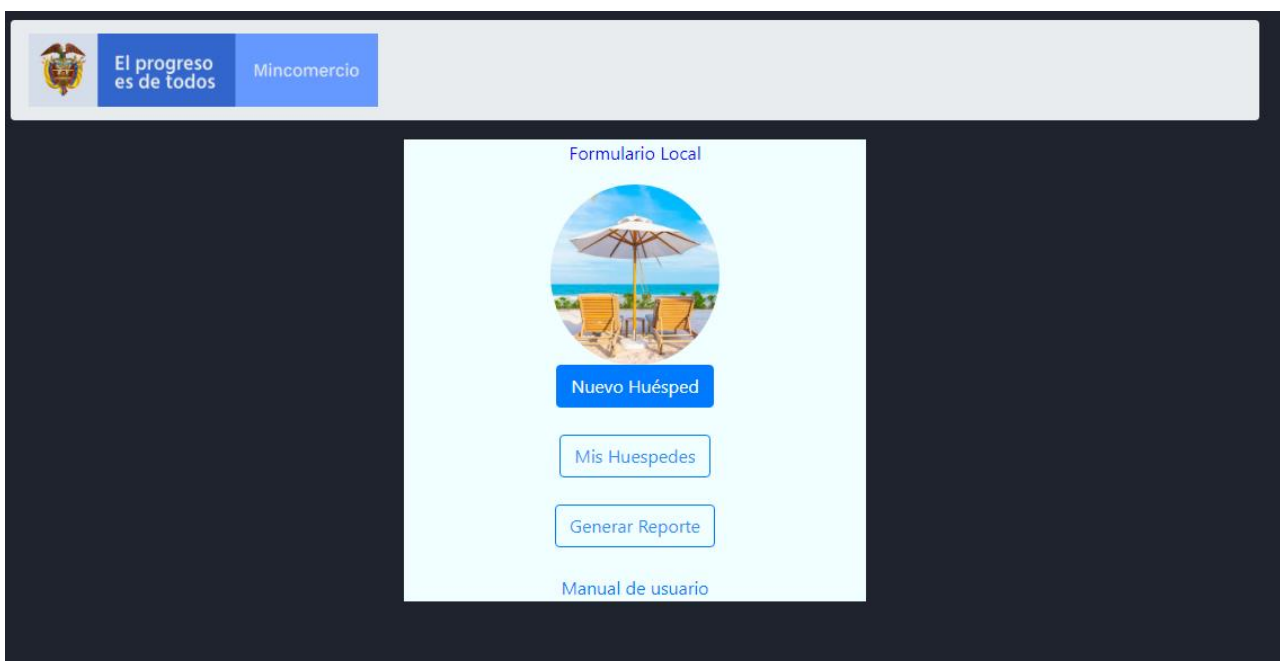 El progreso
es de todos
Mincomercio
Formulario Local
Nuevo Huésped
Mis Huespedes
Generar Reporte
Manual de usuario